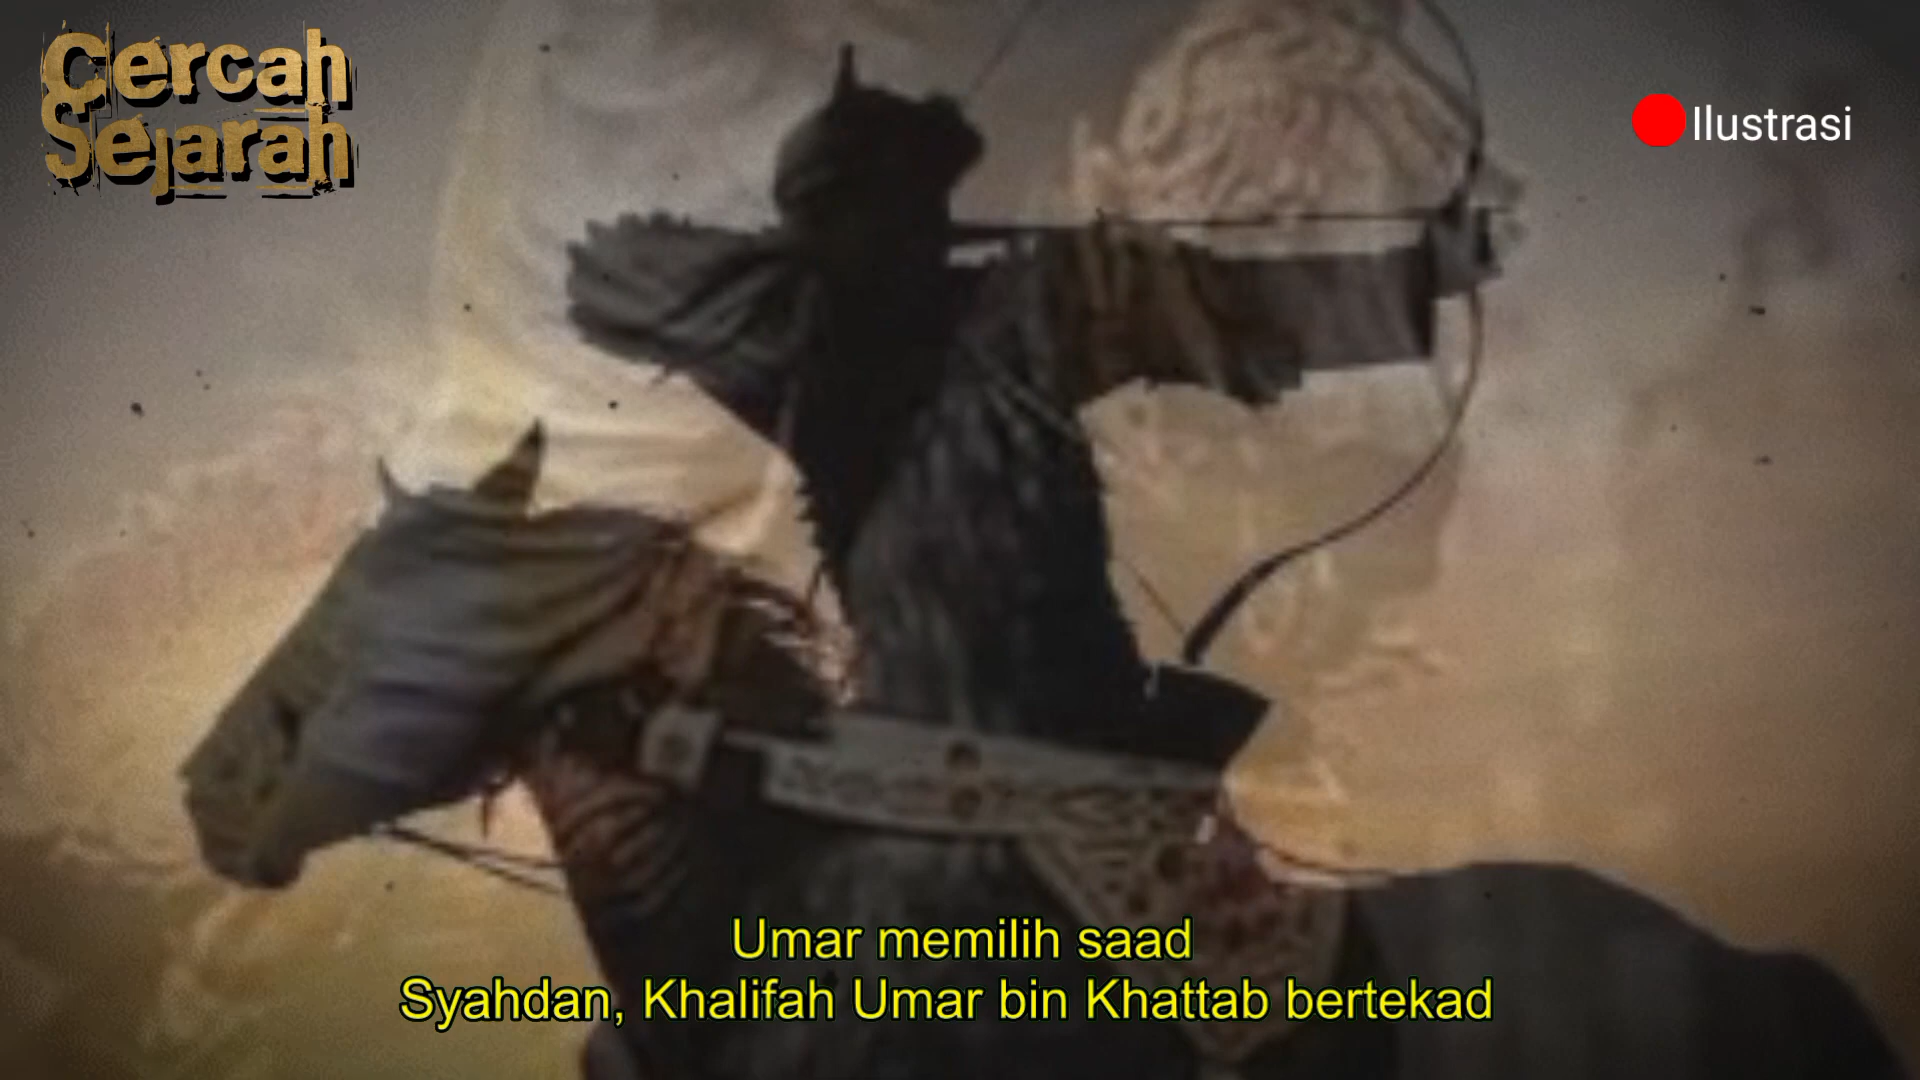 Cercah
Sejarah
Ilustrasi
Umar memilih saad
Syahdan, Khalifah Umar bin Khattab bertekad